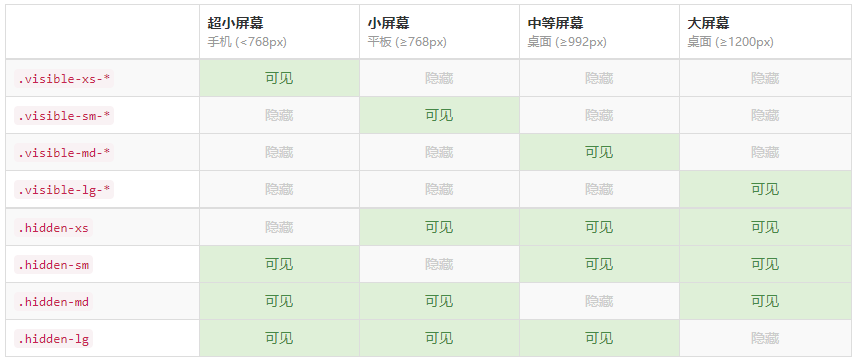 超小屏幕 小屏幕 中等屏幕 大屏幕
手机 (<768px) 平板 (≥768px) 桌面 (≥992px) 桌面 (≥1200px)
.visible-xs-* 可见 隐藏 隐藏 隐藏
.visible-sm-* 隐藏 可见 隐藏 隐藏
.visible-md-* 隐藏 隐藏 可见 隐藏
.visible-lg-* 隐藏 隐藏 隐藏 可见
.hidden-xs 隐藏 可见 可见 可见
.hidden-sm 可见 隐藏 可见 可见
.hidden-md 可见 可见 隐藏 可见
.hidden-lg 可见 可见 可见 隐藏